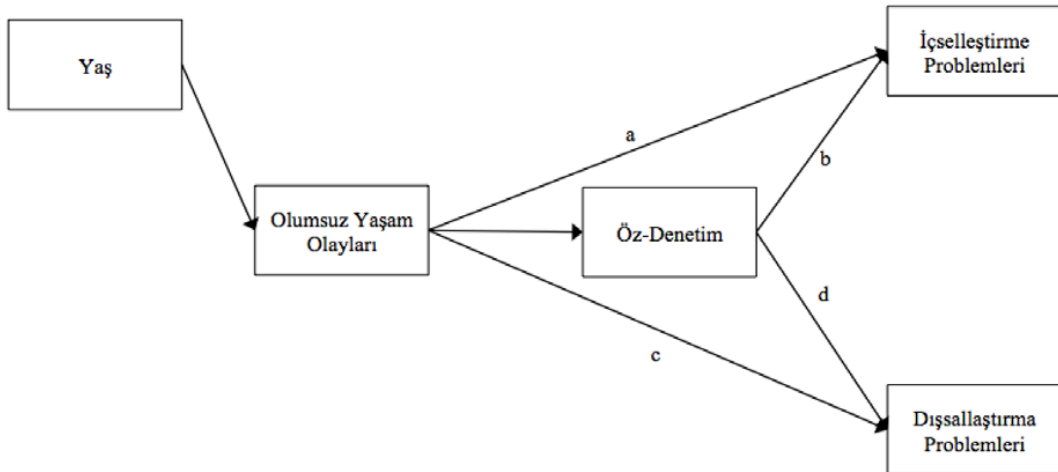 Yaş
İçselleştirme
Problemleri
a
b
Olumsuz Yaşam
Olayları
Öz-Denetim
d
c
Dışsallaştırma
Problemleri